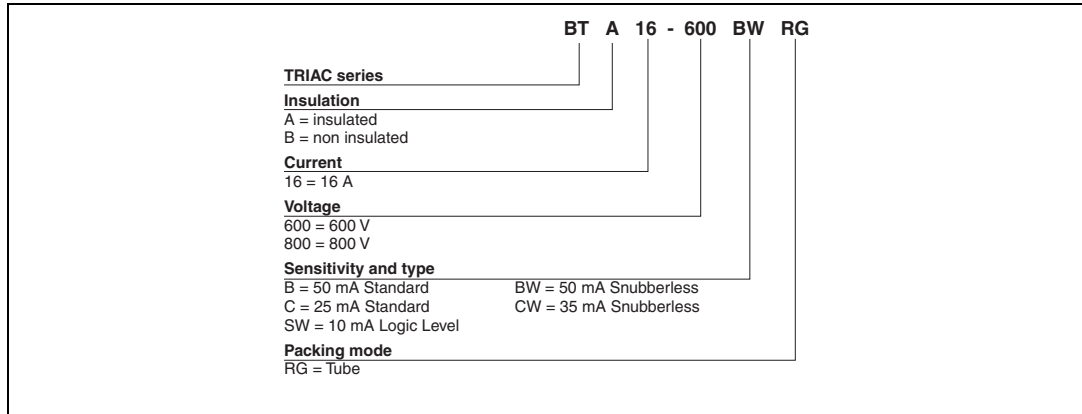 BT A 16 - 600 BW RG
TRIAC series
Insulation
A = insulated
B = non insulated
Current
16 = 16 A
Voltage
600 = 600 V
800 = 800 V
Sensitivity and type
B = 50 mA Standard BW = 50 mA Snubberless
C = 25 mA Standard CW = 35 mA Snubberless
SW = 10 mA Logic Level
Packing mode
RG = Tube